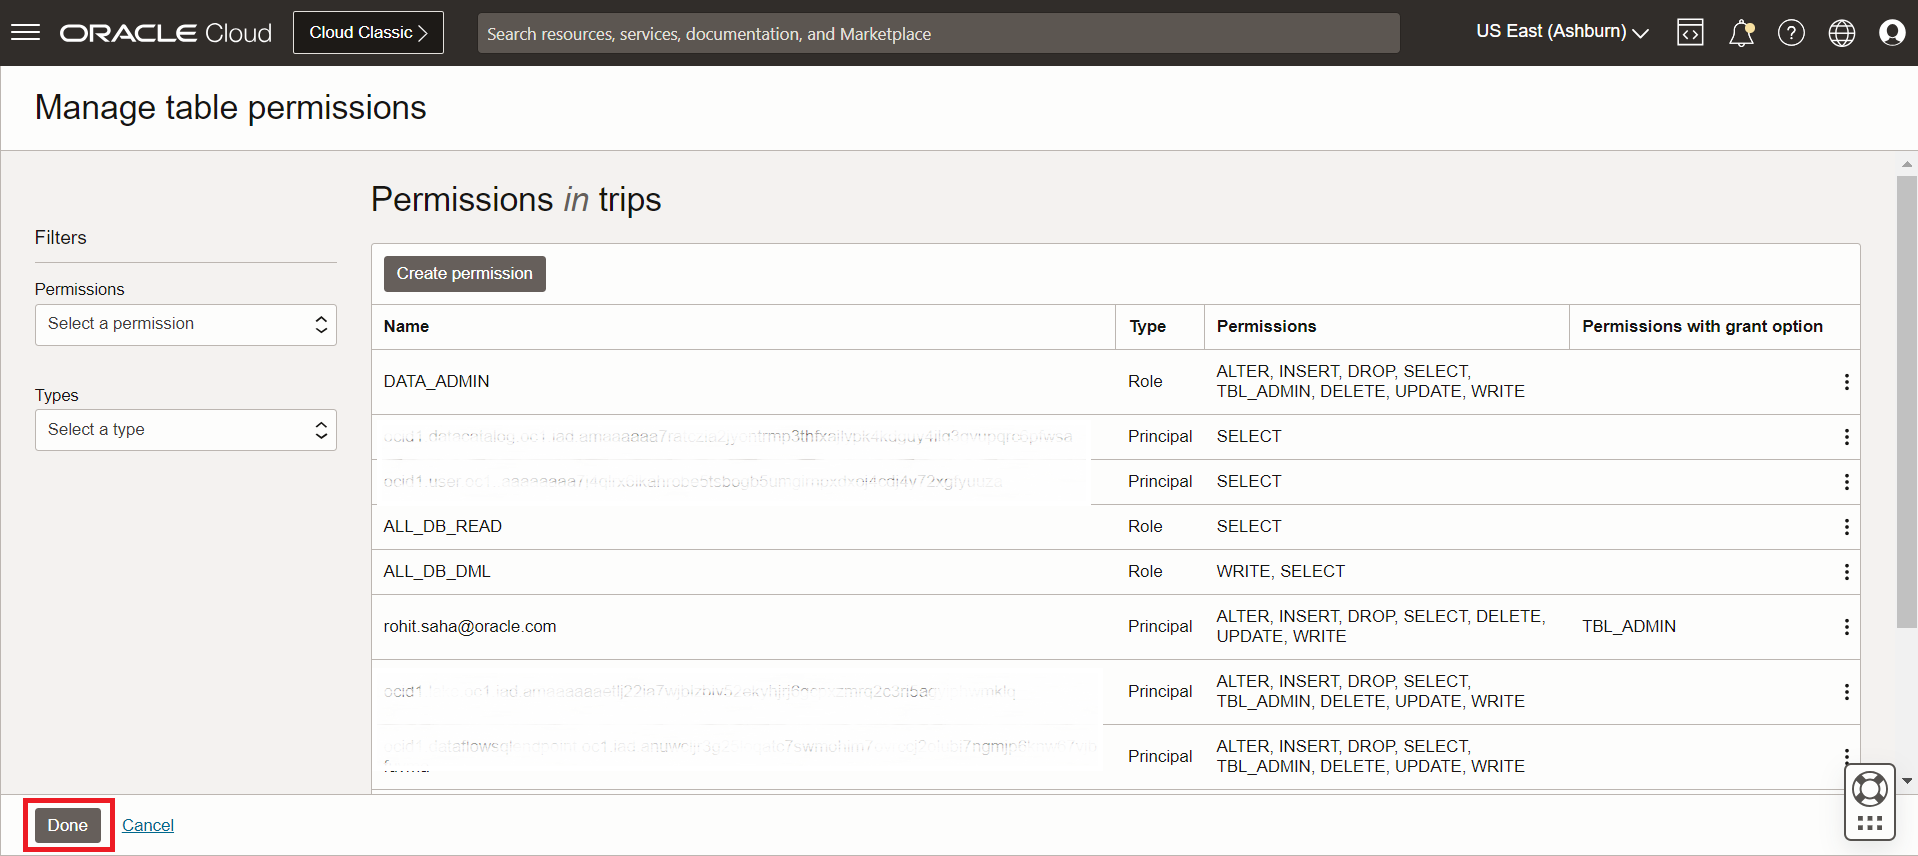 ORACLE Cloud
Cloud Classic
Search resources, services, documentation, and Marketplace
US East (Ashburn)
Manage table permissions
Filters
Permissions
Select a permission
Types
Select a type
Permissions in trips
Create permission
Name Type Permissions Permissions with grant option
DATA_ADMIN Role ALTER, INSERT, DROP, SELECT,
TBL_ADMIN, DELETE, UPDATE, WRITE
Principal SELECT
Principal SELECT
ALL_DB_READ Role SELECT
ALL_DB_DML Role WRITE, SELECT
rohit.saha@oracle.com Principal ALTER, INSERT, DROP, SELECT, DELETE, TBL_ADMIN
UPDATE, WRITE
Principal ALTER, INSERT, DROP, SELECT,
TBL_ADMIN, DELETE, UPDATE, WRITE
Principal ALTER, INSERT, DROP, SELECT,
TBL_ADMIN, DELETE, UPDATE, WRITE
Done Cancel